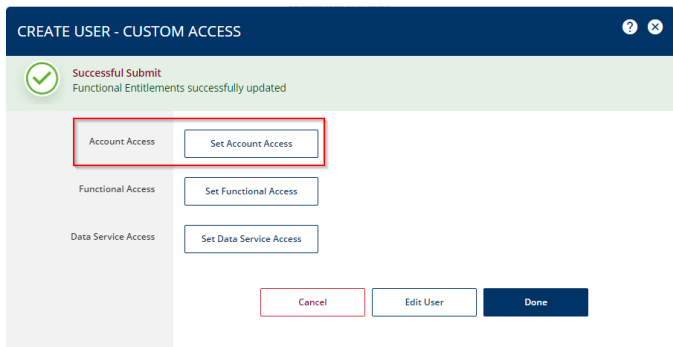 CREATE USER - CUSTOM ACCESS
Successful Submit
Functional Entitlements successfully updated
Account Access
Set Account Access
Functional Access
Set Functional Access
Data Service Access
Set Data Service Access
Cancel
Edit User
Done